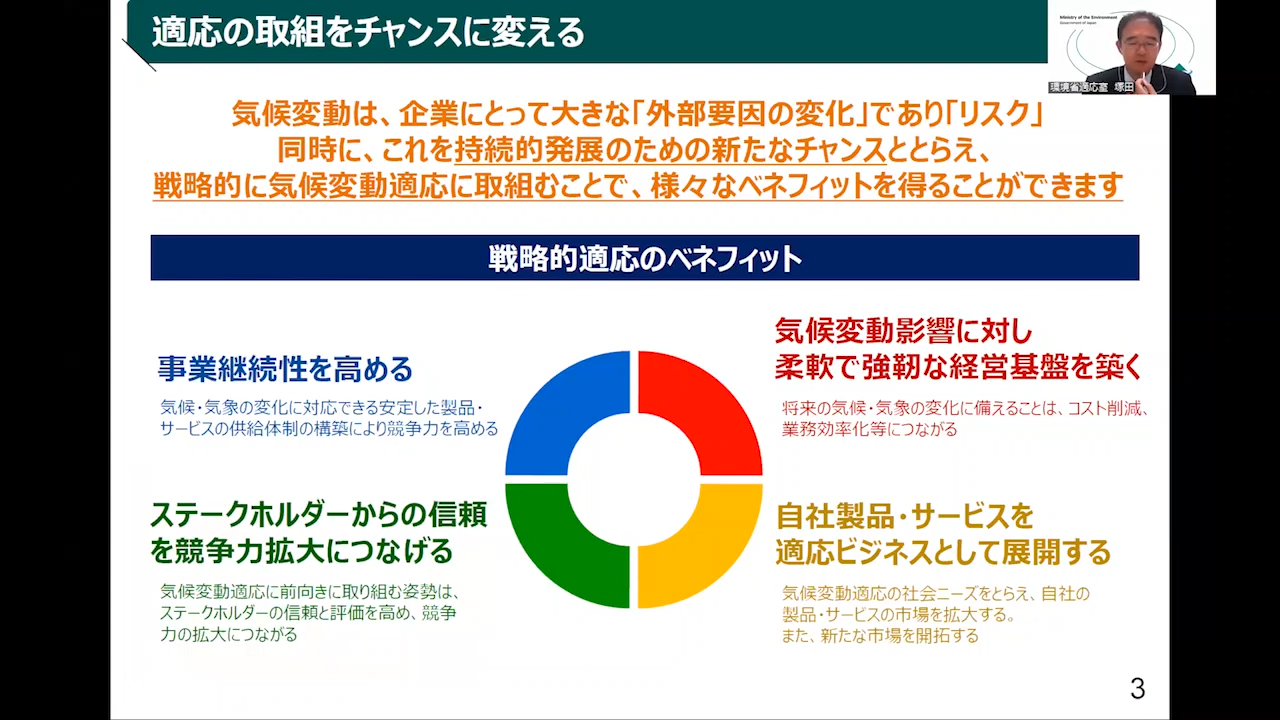 適応の取組をチャンスに変える
Ministry of the Environment
Government of Japan
環境省適応室 塚田
気候変動は、企業にとって大きな「外部要因の変化」であり「リスク」
同時に、これを持続的発展のための新たなチャンスととらえ、
戦略的に気候変動適応に取組むことで、様々なベネフィットを得ることができます
戦略的適応のベネフィット
事業継続性を高める
気候・気象の変化に対応できる安定した製品・
サービスの供給体制の構築により競争力を高める
気候変動影響に対し
柔軟で強靭な経営基盤を築く
将来の気候・気象の変化に備えることは、コスト削減、
業務効率化等につながる
ステークホルダーからの信頼
を競争力拡大につなげる
気候変動適応に前向きに取り組む姿勢は、
ステークホルダーの信頼と評価を高め、競争
力の拡大につながる
自社製品・サービスを
適応ビジネスとして展開する
気候変動適応の社会ニーズをとらえ、自社の
製品・サービスの市場を拡大する。
また、新たな市場を開拓する
3